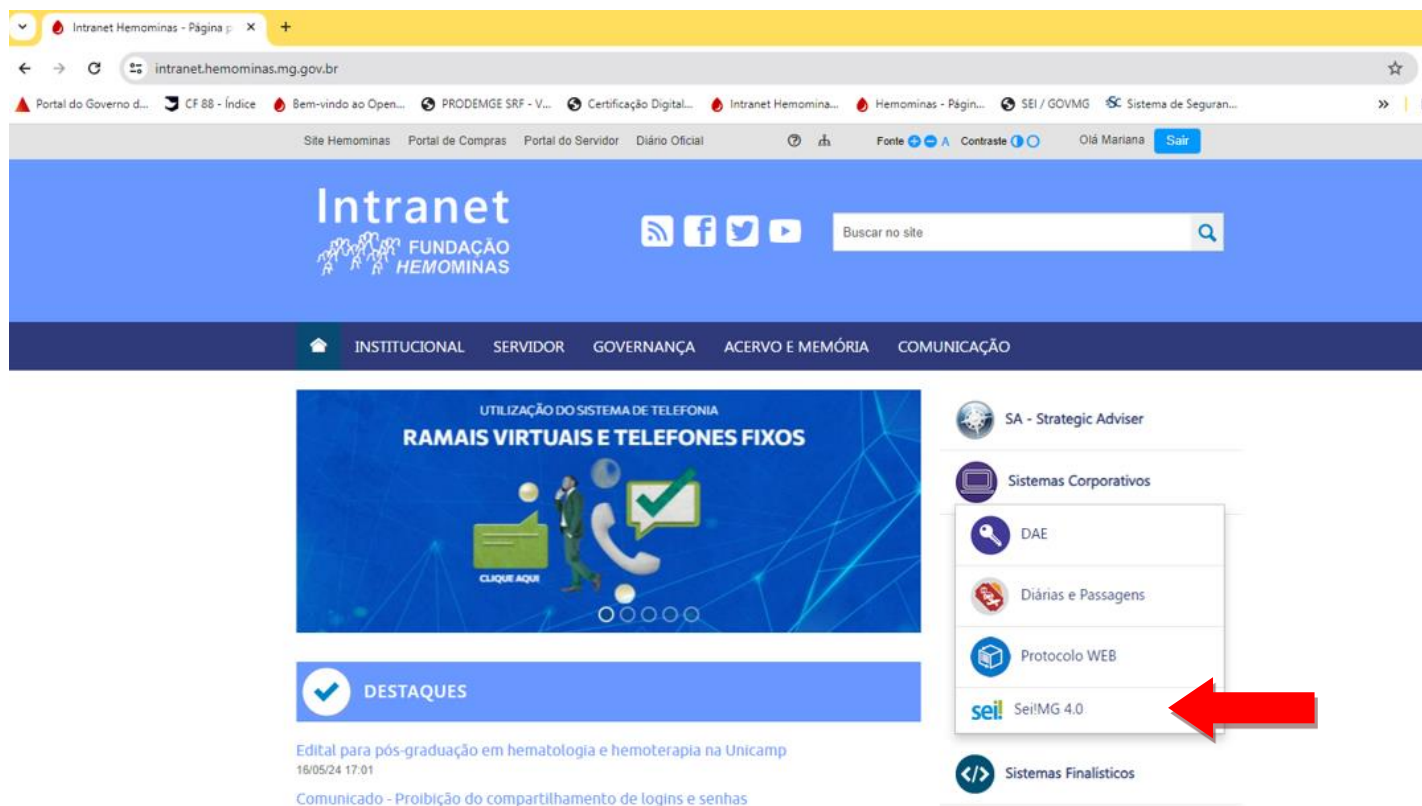 Intranet Hemominas - Página p
intranet.hemominas.mg.gov.br
Portal do Governo d... CF 88 - Índice Bem-vindo ao Open... PRODEMGE SRF - V... Certificação Digital... Intranet Hemomina... Hemominas - Págin... SEI / GOVMG Sistema de Seguran...
Site Hemominas Portal de Compras Portal do Servidor Diário Oficial Fonte A Contraste Olá Mariana Sair
Intranet
FUNDAÇÃO
HEMOMINAS
Buscar no site
INSTITUCIONAL SERVIDOR GOVERNANÇA ACERVO E MEMÓRIA COMUNICAÇÃO
UTILIZAÇÃO DO SISTEMA DE TELEFONIA
RAMAIS VIRTUAIS E TELEFONES FIXOS
CLIQUE AQUI
SA - Strategic Adviser
Sistemas Corporativos
DAE
Diárias e Passagens
Protocolo WEB
sei! Sei!MG 4.0
Sistemas Finalísticos
DESTAQUES
Edital para pós-graduação em hematologia e hemoterapia na Unicamp
16/05/24 17:01
Comunicado - Proibição do compartilhamento de logins e senhas